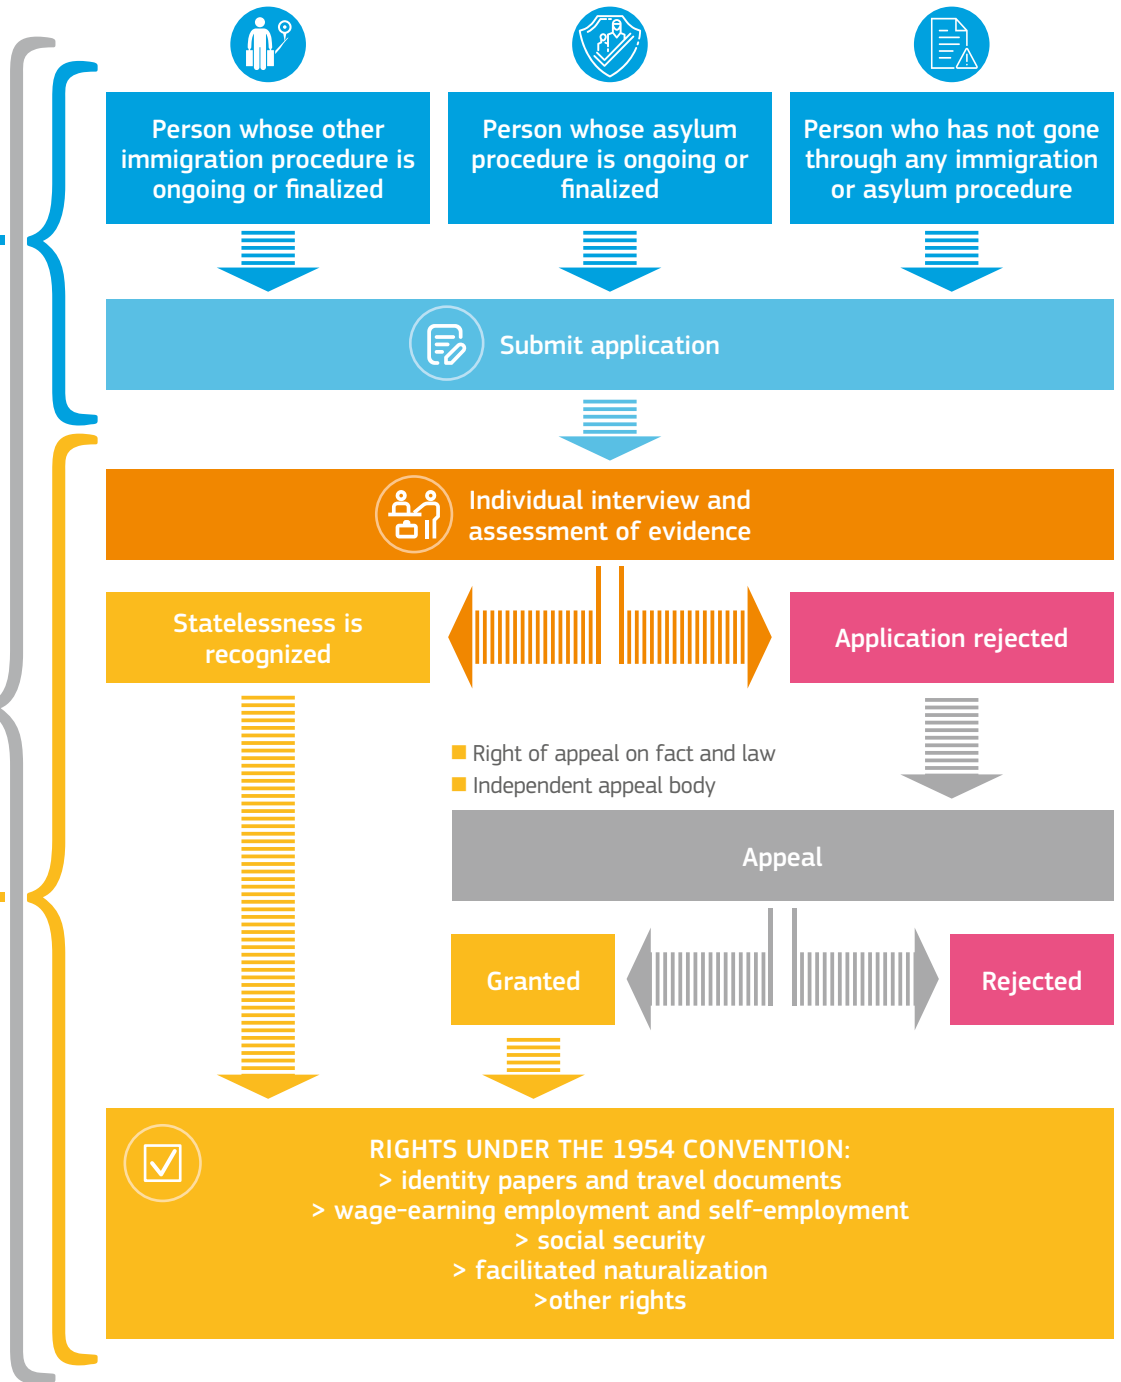 Person whose other
immigration procedure is
ongoing or finalized
Person whose asylum
procedure is ongoing or
finalized
Person who has not gone
through any immigration
or asylum procedure
Submit application
Individual interview and
assessment of evidence
Statelessness is
recognized
Application rejected
Right of appeal on fact and law
Independent appeal body
Appeal
Granted
Rejected
RIGHTS UNDER THE 1954 CONVENTION:
> identity papers and travel documents
> wage-earning employment and self-employment
> social security
> facilitated naturalization
>other rights